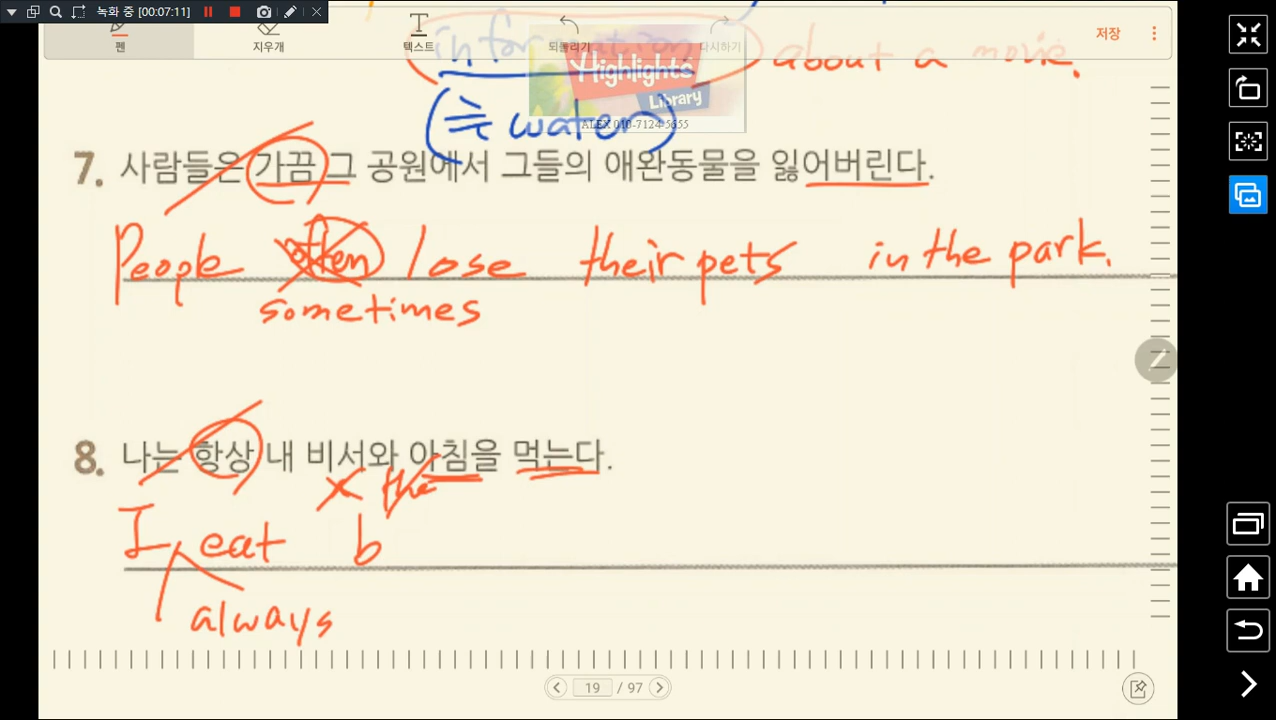 녹화 중 [00:07:11]
펜 지우개 텍스트 되돌리기 다시하기 저장
information about a movie.
Highlights
Library
(≒ water)
ALEX 010-7124-5655
7. 사람들은 가끔 그 공원에서 그들의 애완동물을 잃어버린다.
People often lose their pets in the park.
sometimes
8. 나는 항상 내 비서와 아침을 먹는다.
the
I eat b
always
19 / 97